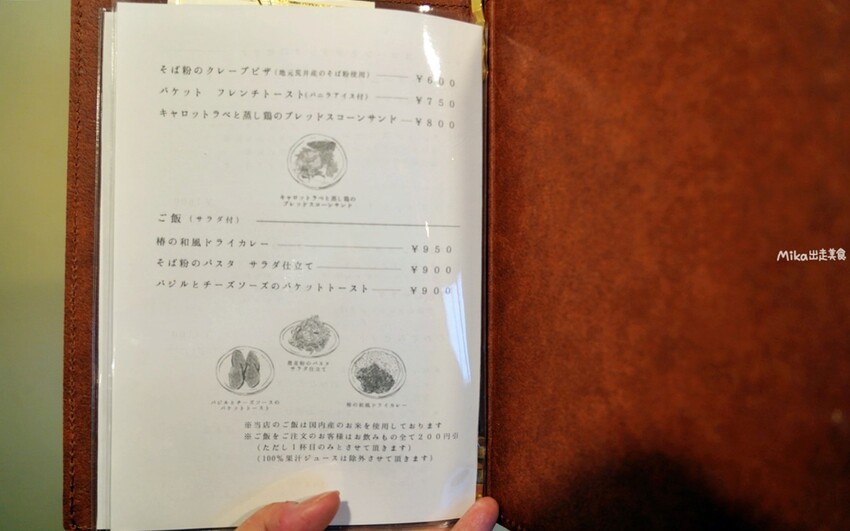 そば粉のクレープピザ(地元荒井産のそば粉使用) ¥600
バケット フレンチトースト(バニラアイス付) ¥750
キャロットラペと蒸し鶏のブレッドスコーンサンド ¥800
キャロットラペと蒸し鶏の
ブレッドスコーンサンド
ご飯 (サラダ付)
椿の和風ドライカレー ¥950
そば粉のパスタ サラダ仕立て ¥900
バジルとチーズソーズのバケットトースト ¥900
サラダ仕立て
バジルとチーズソースの
バケットトースト
椿の和風ドライカレー
※当店のご飯は国内産のお米を使用しております
※ご飯をご注文のお客様はお飲みもの全て200円引
(ただし1杯目のみとさせて頂きます)
(100%果汁ジュースは除外させて頂きます)
Mika出走美食